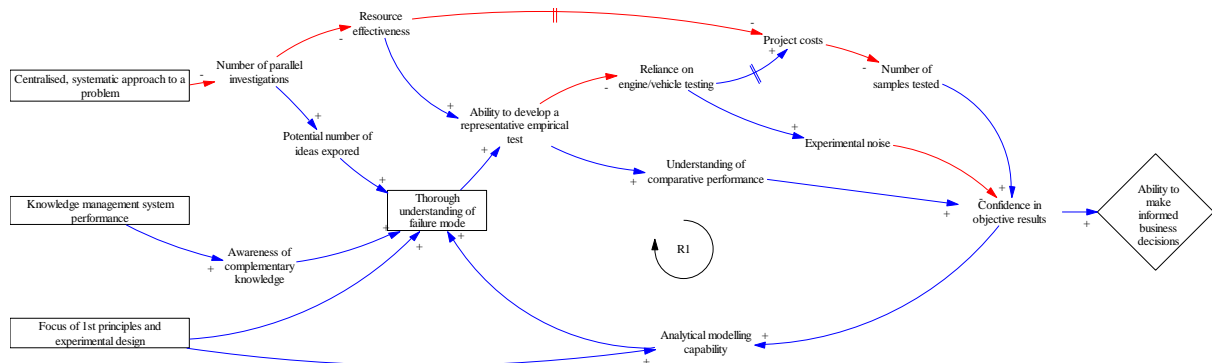 Resource
effectiveness
Project costs
Number of parallel
investigations
Centralised, systematic approach to a
problem
Reliance on
engine/vehicle testing
Number of
samples tested
Ability to develop a
representative empirical
test
Potential number of
ideas expored
Experimental noise
Understanding of
comparative performance
Thorough
understanding of
failure mode
Knowledge management system
performance
Confidence in
objective results
Ability to
make
informed
business
decisions
R1
Awareness of
complementary
knowledge
Focus of 1st principles and
experimental design
Analytical modelling
capability